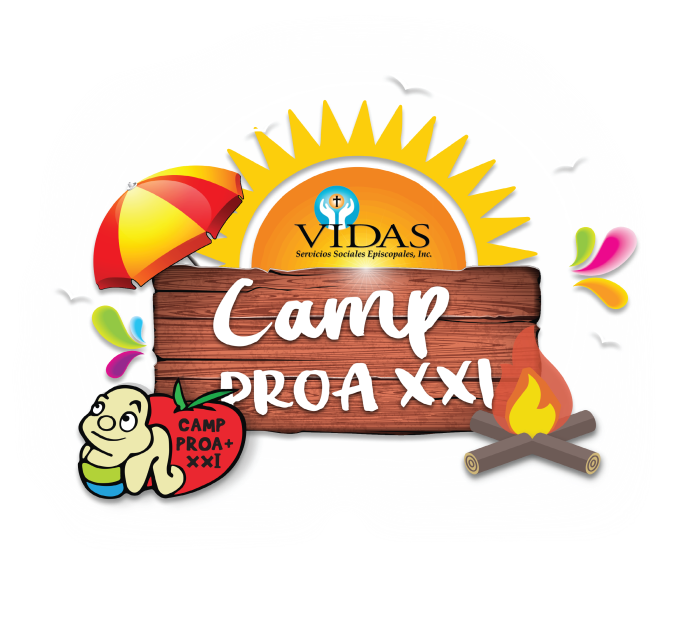 VIDAS
Servicios Sociales Episcopales, Inc.
Camp
PROA XXI
CAMP
PROA+
XXI